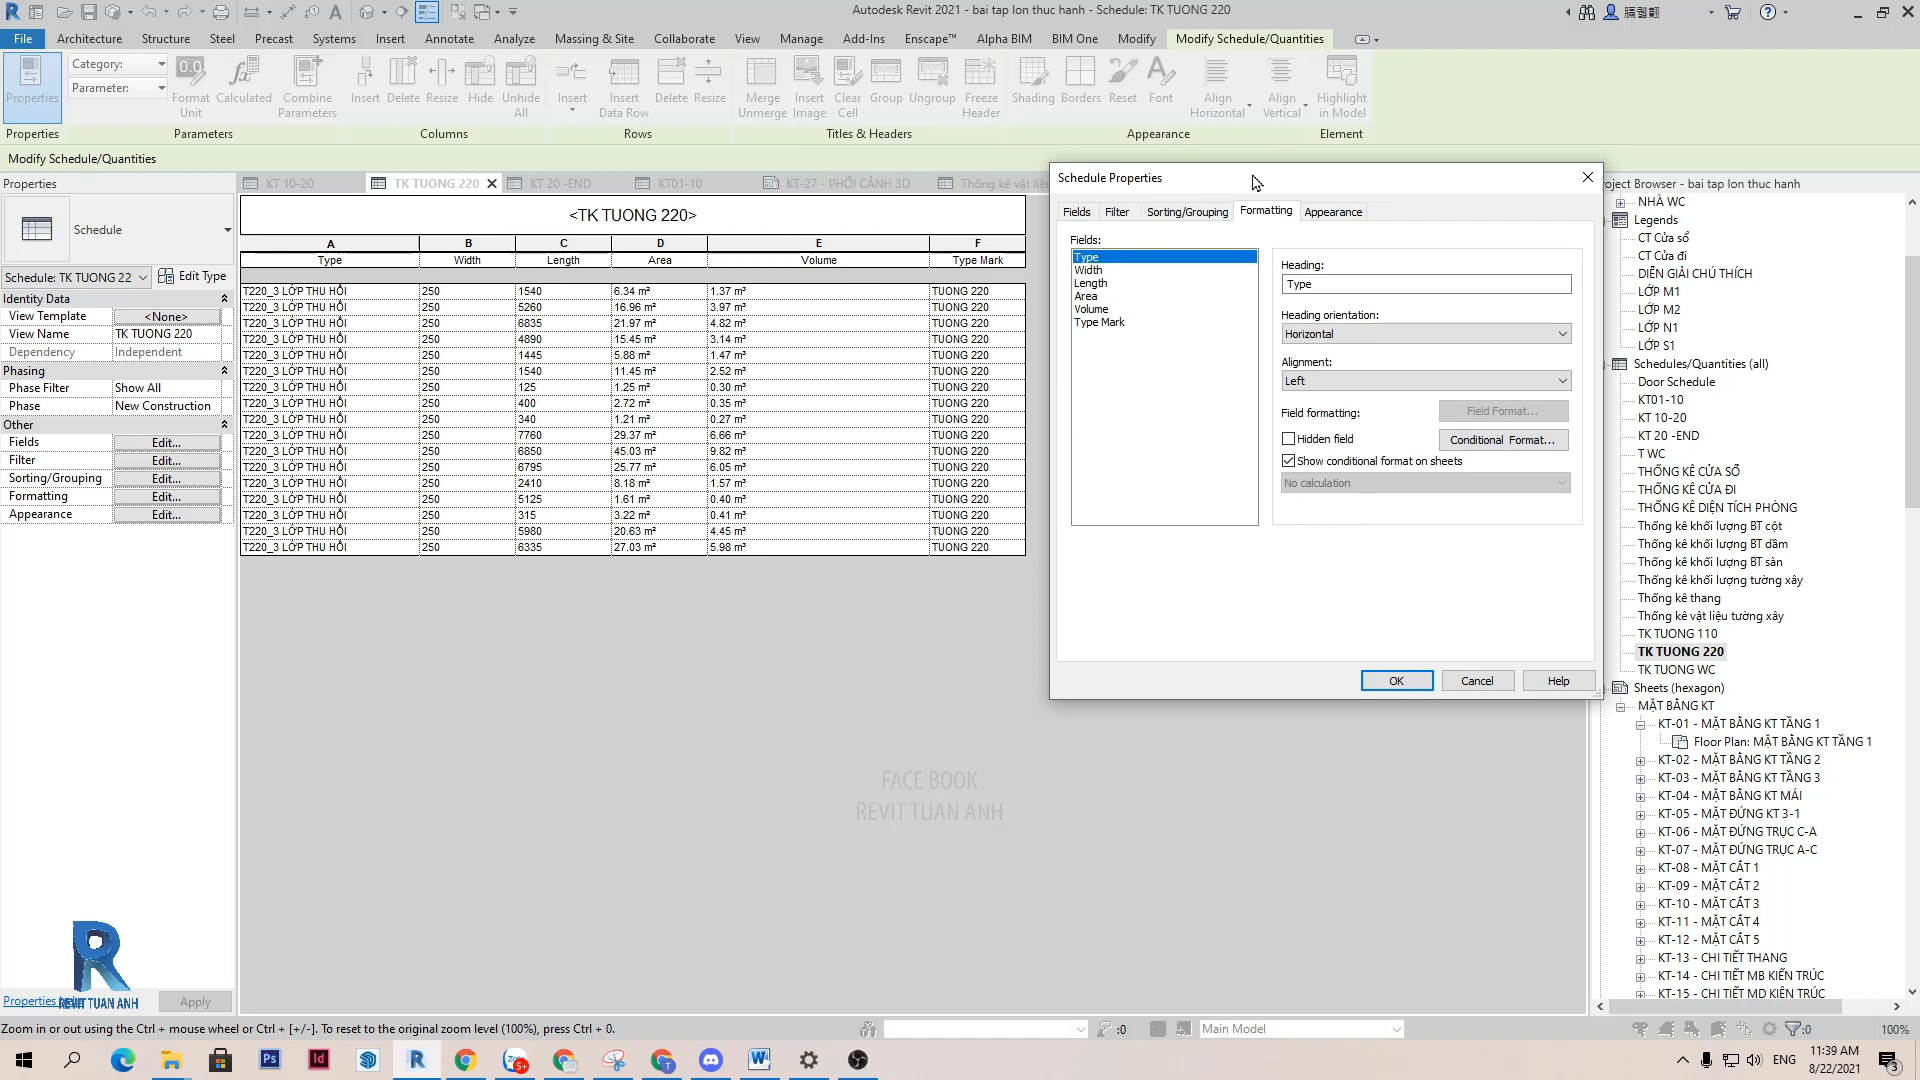 Autodesk Revit 2021 - bai tap lon thuc hanh - Schedule: TK TUONG 220
File Architecture Structure Steel Precast Systems Insert Annotate Analyze Massing & Site Collaborate View Manage Add-Ins Enscape™ Alpha BIM BIM One Modify Modify Schedule/Quantities
Category:
Parameter:
Properties
Format Unit
Calculated
Combine Parameters
Insert Delete Resize Hide Unhide All
Insert
Insert Data Row
Delete Resize
Merge Unmerge
Insert Image
Clear Cell
Group Ungroup
Freeze Header
Shading Borders Reset Font
Align Horizontal
Align Vertical
Highlight in Model
Properties Parameters Columns Rows Titles & Headers Appearance Element
Modify Schedule/Quantities
Properties
Schedule
Schedule: TK TUONG 22 Edit Type
Identity Data
View Template <None>
View Name TK TUONG 220
Dependency Independent
Phasing
Phase Filter Show All
Phase New Construction
Other
Fields Edit...
Filter Edit...
Sorting/Grouping Edit...
Formatting Edit...
Appearance Edit...
R
REVIT TUAN ANH
Properties
Apply
KT 10-20 TK TUONG 220 KT 20 -END KT01-10 KT-27 - PHỐI CẢNH 3D Thống kê vật liệu
<TK TUONG 220>
A B C D E F
Type Width Length Area Volume Type Mark
T220_3 LỚP THU HỒI 250 1540 6.34 m² 1.37 m³ TUONG 220
T220_3 LỚP THU HỒI 250 5260 16.96 m² 3.97 m³ TUONG 220
T220_3 LỚP THU HỒI 250 6835 21.97 m² 4.82 m³ TUONG 220
T220_3 LỚP THU HỒI 250 4890 15.45 m² 3.14 m³ TUONG 220
T220_3 LỚP THU HỒI 250 1445 5.88 m² 1.47 m³ TUONG 220
T220_3 LỚP THU HỒI 250 1540 11.45 m² 2.52 m³ TUONG 220
T220_3 LỚP THU HỒI 250 125 1.25 m² 0.30 m³ TUONG 220
T220_3 LỚP THU HỒI 250 400 2.72 m² 0.35 m³ TUONG 220
T220_3 LỚP THU HỒI 250 340 1.21 m² 0.27 m³ TUONG 220
T220_3 LỚP THU HỒI 250 7760 29.37 m² 6.66 m³ TUONG 220
T220_3 LỚP THU HỒI 250 6850 45.03 m² 9.82 m³ TUONG 220
T220_3 LỚP THU HỒI 250 6795 25.77 m² 6.05 m³ TUONG 220
T220_3 LỚP THU HỒI 250 2410 8.18 m² 1.57 m³ TUONG 220
T220_3 LỚP THU HỒI 250 5125 1.61 m² 0.40 m³ TUONG 220
T220_3 LỚP THU HỒI 250 315 3.22 m² 0.41 m³ TUONG 220
T220_3 LỚP THU HỒI 250 5980 20.63 m² 4.45 m³ TUONG 220
T220_3 LỚP THU HỒI 250 6335 27.03 m² 5.98 m³ TUONG 220
FACE BOOK
REVIT TUAN ANH
Schedule Properties
Fields Filter Sorting/Grouping Formatting Appearance
Fields:
Type
Width
Length
Area
Volume
Type Mark
Heading:
Type
Heading orientation:
Horizontal
Alignment:
Left
Field formatting: Field Format...
Hidden field Conditional Format...
Show conditional format on sheets
No calculation
OK Cancel Help
roject Browser - bai tap lon thuc hanh
NHÀ WC
Legends
CT Cửa sổ
CT Cửa đi
DIỄN GIẢI CHÚ THÍCH
LỚP M1
LỚP M2
LỚP N1
LỚP S1
Schedules/Quantities (all)
Door Schedule
KT01-10
KT 10-20
KT 20 -END
T WC
THỐNG KÊ CỬA SỔ
THỐNG KÊ CỬA ĐI
THỐNG KÊ DIỆN TÍCH PHÒNG
Thống kê khối lượng BT cột
Thống kê khối lượng BT dầm
Thống kê khối lượng BT sàn
Thống kê khối lượng tường xây
Thống kê thang
Thống kê vật liệu tường xây
TK TUONG 110
TK TUONG 220
TK TUONG WC
Sheets (hexagon)
MẶT BẰNG KT
KT-01 - MẶT BẰNG KT TẦNG 1
Floor Plan: MẶT BẰNG KT TẦNG 1
KT-02 - MẶT BẰNG KT TẦNG 2
KT-03 - MẶT BẰNG KT TẦNG 3
KT-04 - MẶT BẰNG KT MÁI
KT-05 - MẶT ĐỨNG KT 3-1
KT-06 - MẶT ĐỨNG TRỤC C-A
KT-07 - MẶT ĐỨNG TRỤC A-C
KT-08 - MẶT CẮT 1
KT-09 - MẶT CẮT 2
KT-10 - MẶT CẮT 3
KT-11 - MẶT CẮT 4
KT-12 - MẶT CẮT 5
KT-13 - CHI TIẾT THANG
KT-14 - CHI TIẾT MB KIẾN TRÚC
KT-15 - CHI TIẾT MD KIẾN TRÚC
Zoom in or out using the Ctrl + mouse wheel or Ctrl + [+/-]. To reset to the original zoom level (100%), press Ctrl + 0.
:0 Main Model :0 100%
ENG
11:39 AM
8/22/2021
3